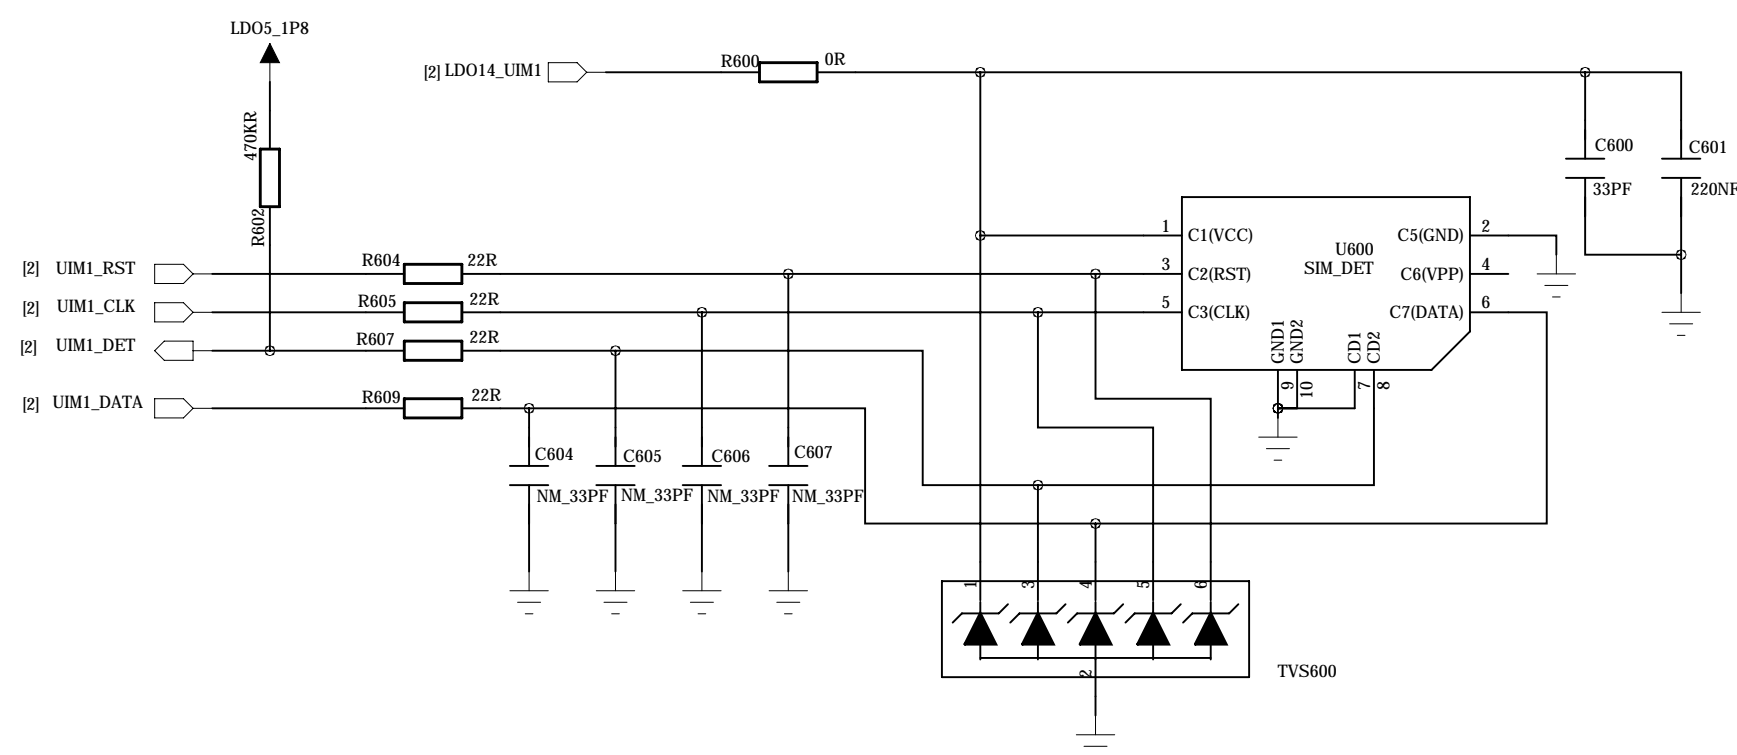 LDO5_1P8
[2] LDO14_UIM1
R600
0R
470KR
R602
C600
33PF
C601
220NF
[2] UIM1_RST
R604
22R
[2] UIM1_CLK
R605
22R
[2] UIM1_DET
R607
22R
[2] UIM1_DATA
R609
22R
1
C1(VCC)
C5(GND)
2
U600
SIM_DET
3
C2(RST)
C6(VPP)
4
5
C3(CLK)
C7(DATA)
6
GND1
GND2
CD1
CD2
9
10
7
8
C604
NM_33PF
C605
NM_33PF
C606
NM_33PF
C607
NM_33PF
1
3
4
5
6
2
TVS600